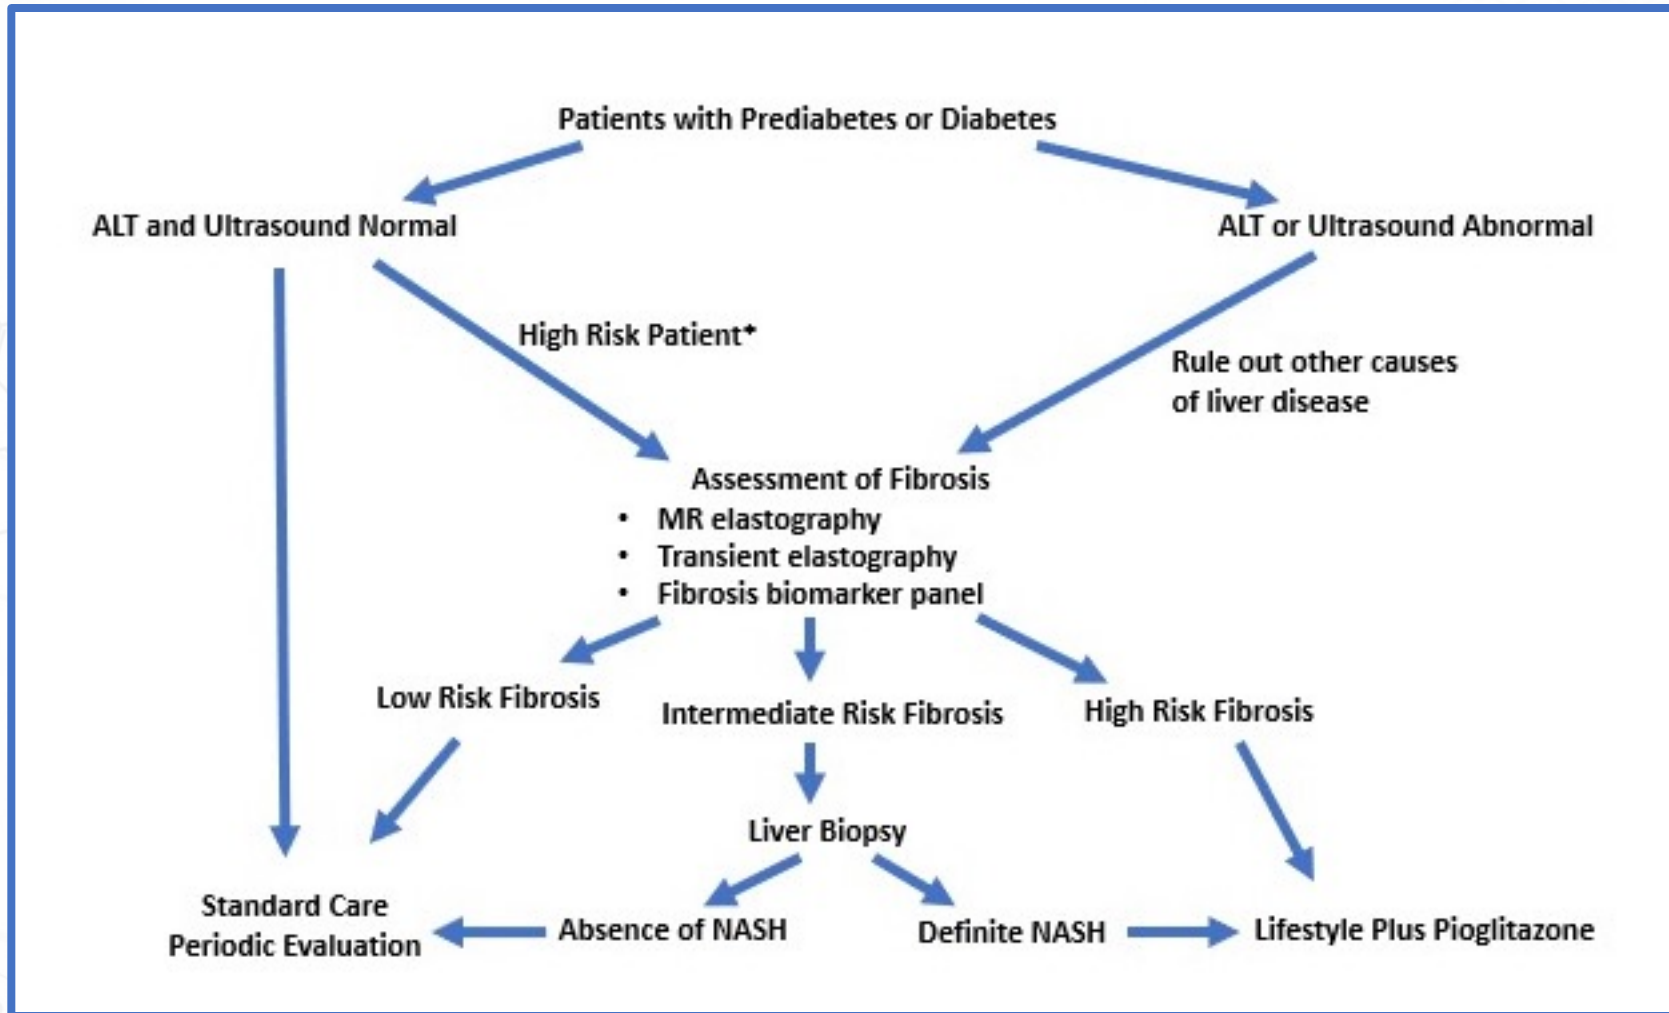 Patients with Prediabetes or Diabetes
ALT and Ultrasound Normal
ALT or Ultrasound Abnormal
High Risk Patient⁺
Rule out other causes
of liver disease
Assessment of Fibrosis
• MR elastography
• Transient elastography
• Fibrosis biomarker panel
Low Risk Fibrosis
Intermediate Risk Fibrosis
High Risk Fibrosis
Liver Biopsy
Standard Care
Periodic Evaluation
Absence of NASH
Definite NASH
Lifestyle Plus Pioglitazone